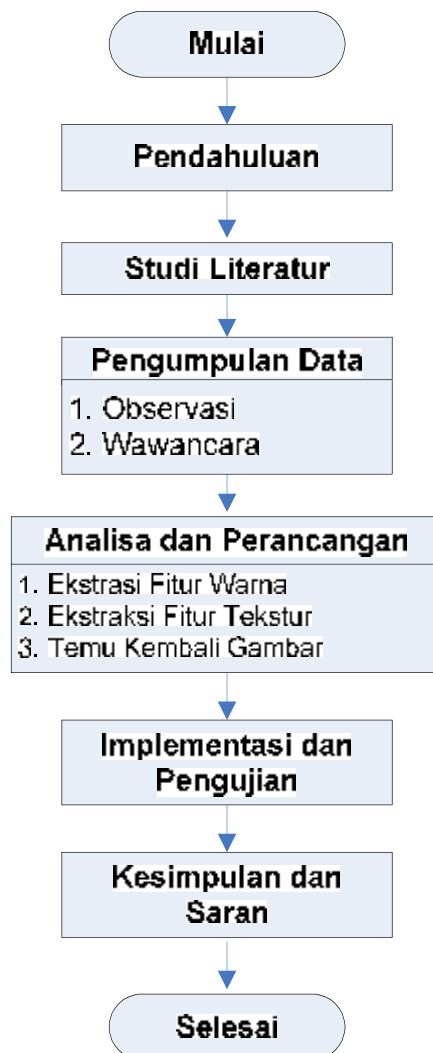 Mulai
Pendahuluan
Studi Literatur
Pengumpulan Data
1. Observasi
2. Wawancara
Analisa dan Perancangan
1. Ekstrasi Fitur Warna
2. Ekstraksi Fitur Tekstur
3. Temu Kembali Gambar
Implementasi dan
Pengujian
Kesimpulan dan
Saran
Selesai